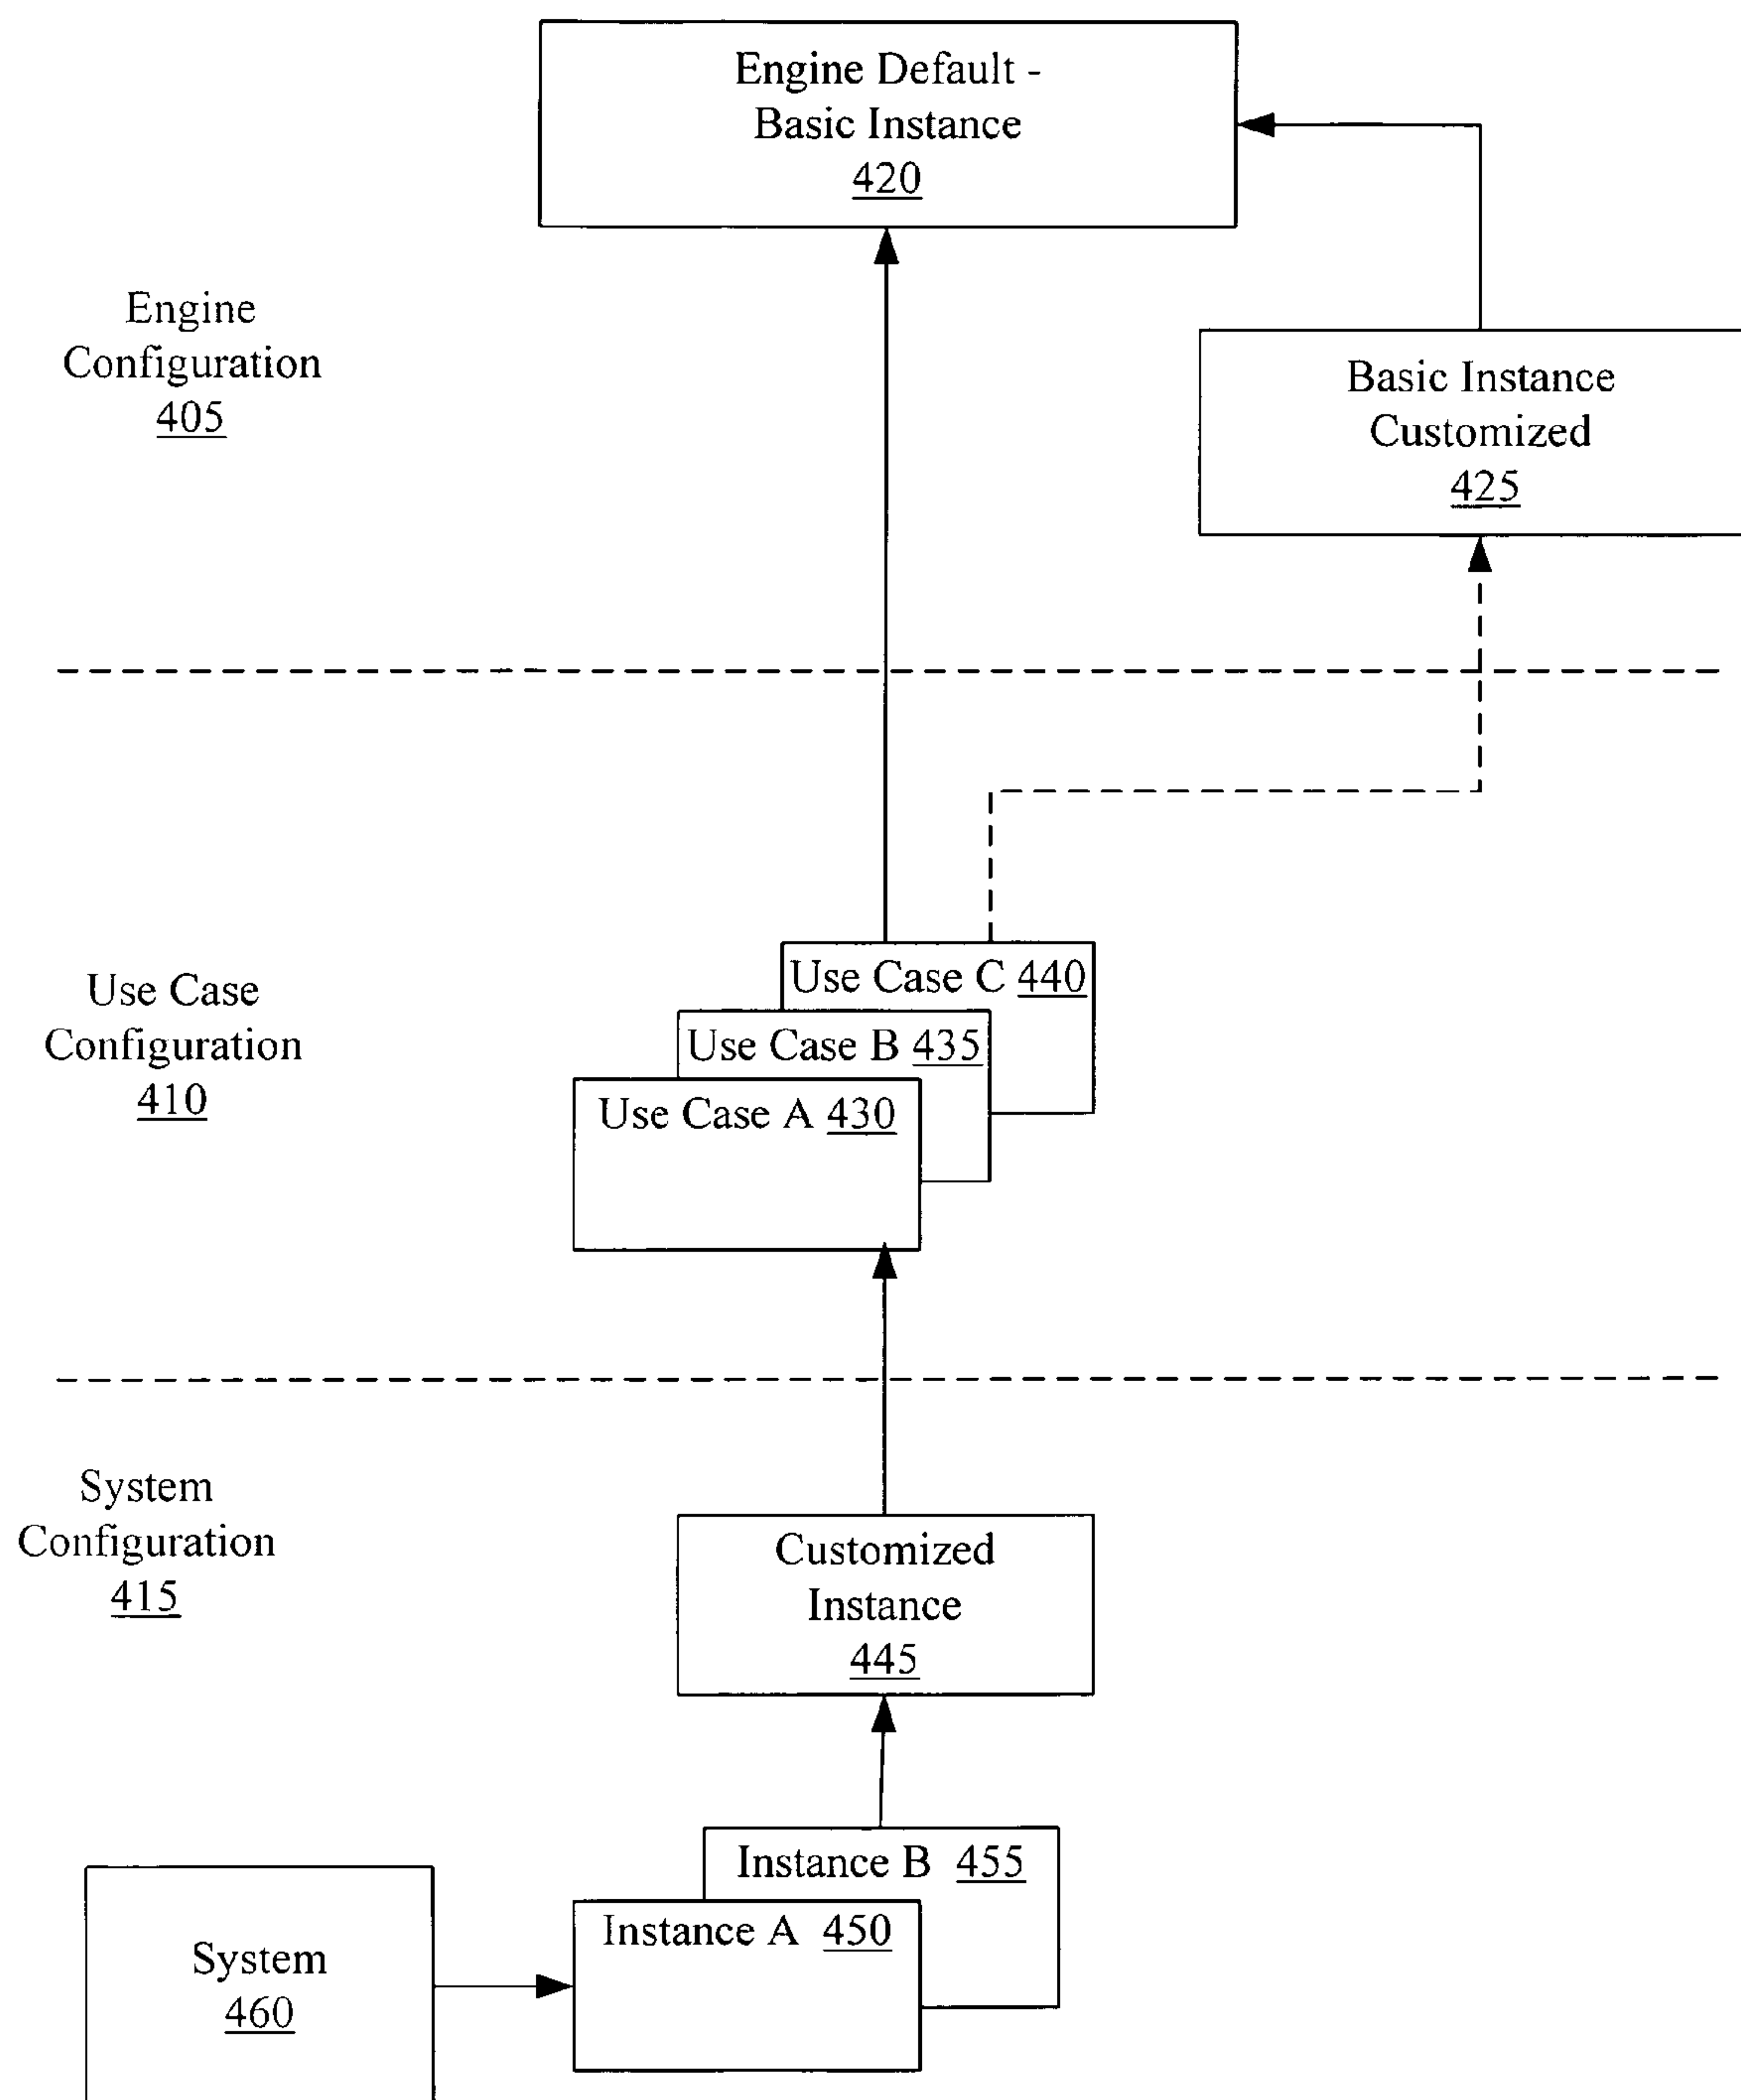 Engine Default -
Basic Instance
420
Engine
Configuration
405
Basic Instance
Customized
425
Use Case
Configuration
410
Use Case C 440
Use Case B 435
Use Case A 430
System
Configuration
415
Customized
Instance
445
Instance B 455
Instance A 450
System
460